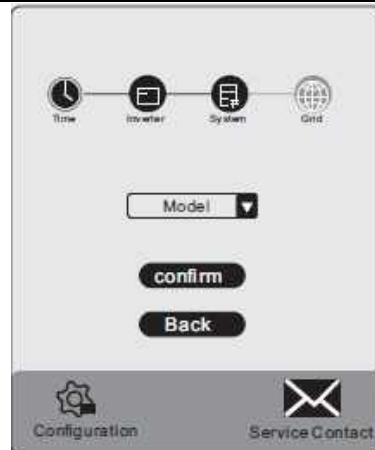 Time Inverter System Grid
Model
confirm
Back
Configuration Service Contact